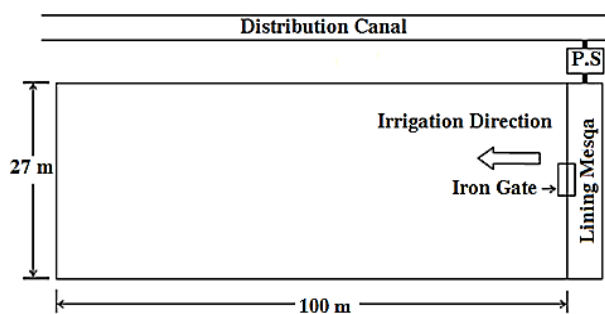 Distribution Canal
P.S
Irrigation Direction
27 m
Iron Gate
Lining Mesqa
100 m